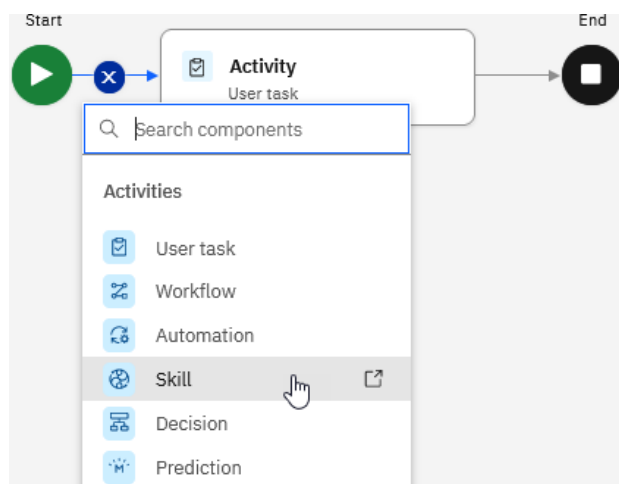 Start
End
Activity
User task
Search components
Activities
User task
Workflow
Automation
Skill
Decision
Prediction